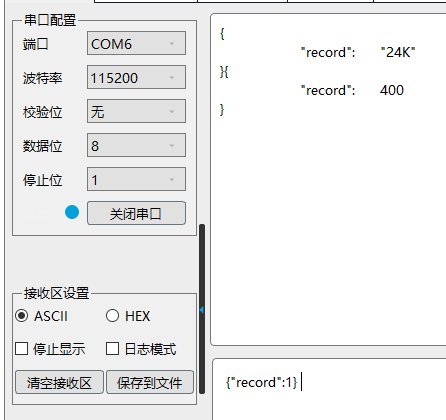 串口配置
端口 COM6
波特率 115200
校验位 无
数据位 8
停止位 1
关闭串口
接收区设置
ASCII HEX
停止显示 日志模式
清空接收区 保存到文件
{
"record": "24K"
}{
"record": 400
}
{"record":1}